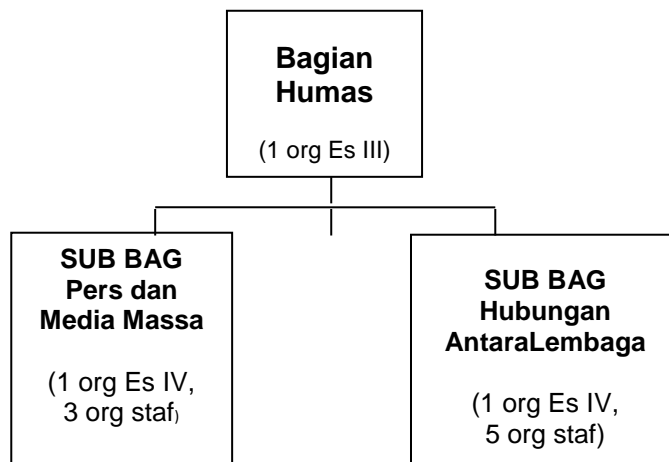 Bagian
Humas
(1 org Es III)
SUB BAG
Pers dan
Media Massa
(1 org Es IV,
3 org staf)
SUB BAG
Hubungan
AntaraLembaga
(1 org Es IV,
5 org staf)